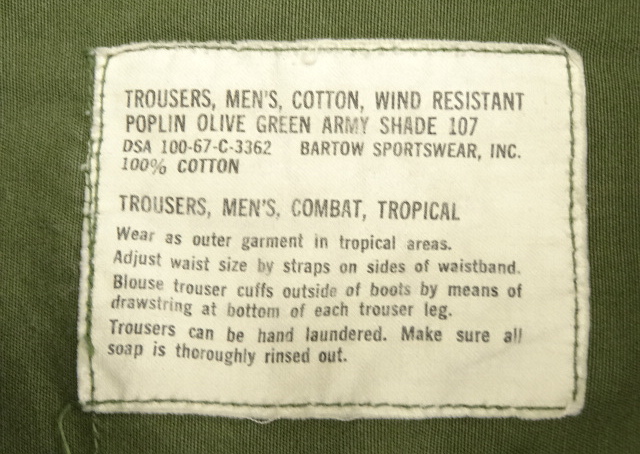 TROUSERS, MEN'S, COTTON, WIND RESISTANT
POPLIN OLIVE GREEN ARMY SHADE 107
DSA 100-67-C-3362 BARTOW SPORTSWEAR, INC.
100% COTTON
TROUSERS, MEN'S, COMBAT, TROPICAL
Wear as outer garment in tropical areas.
Adjust waist size by straps on sides of waistband.
Blouse trouser cuffs outside of boots by means of
drawstring at bottom of each trouser leg.
Trousers can be hand laundered. Make sure all
soap is thoroughly rinsed out.